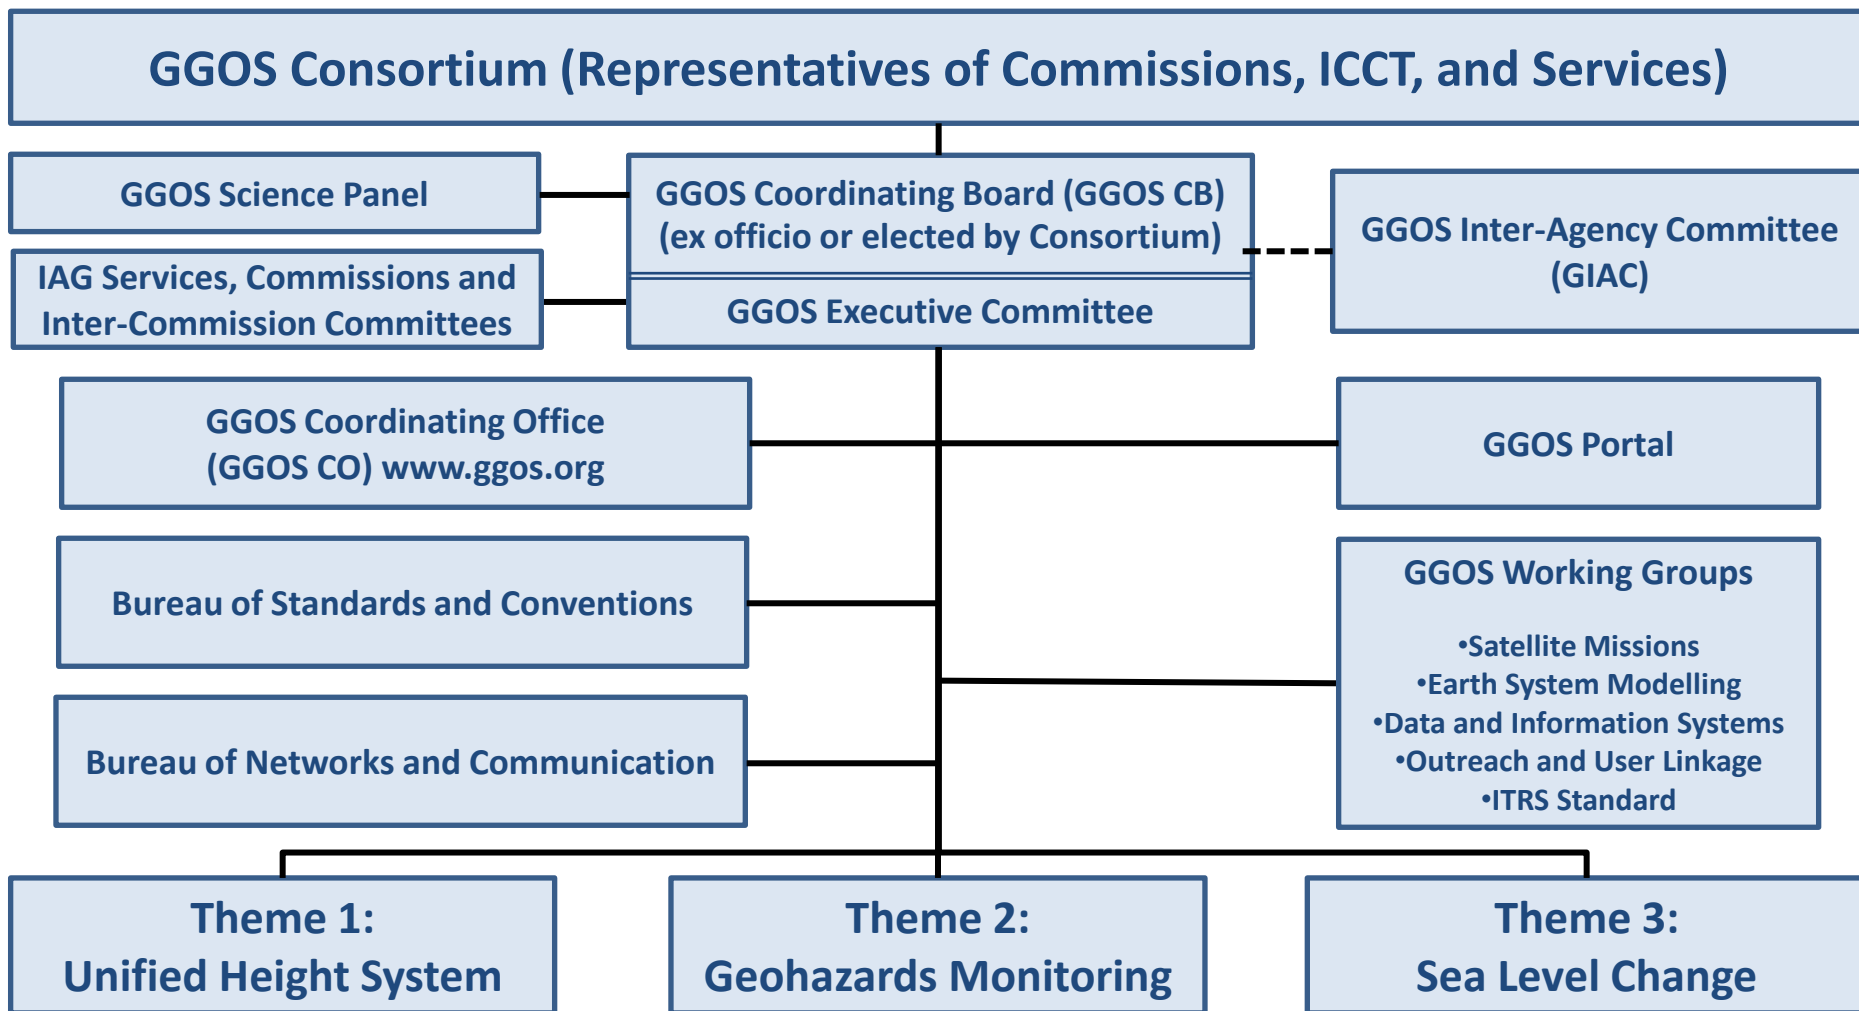 GGOS Consortium (Representatives of Commissions, ICCT, and Services)
GGOS Science Panel
GGOS Coordinating Board (GGOS CB)
(ex officio or elected by Consortium)
GGOS Inter-Agency Committee
(GIAC)
IAG Services, Commissions and
Inter-Commission Committees
GGOS Executive Committee
GGOS Coordinating Office
(GGOS CO) www.ggos.org
GGOS Portal
Bureau of Standards and Conventions
GGOS Working Groups
•Satellite Missions
•Earth System Modelling
•Data and Information Systems
•Outreach and User Linkage
•ITRS Standard
Bureau of Networks and Communication
Theme 1:
Unified Height System
Theme 2:
Geohazards Monitoring
Theme 3:
Sea Level Change